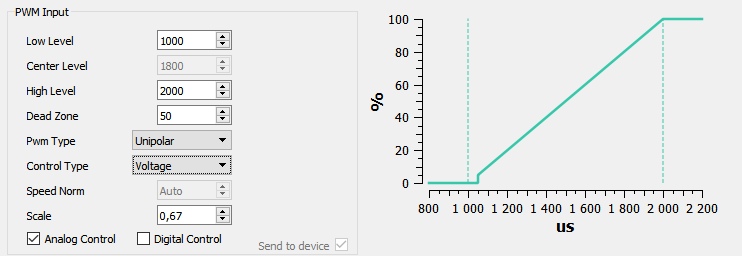 PWM Input
Low Level 1000
Center Level 1800
High Level 2000
Dead Zone 50
Pwm Type Unipolar
Control Type Voltage
Speed Norm Auto
Scale 0,67
Analog Control Digital Control Send to device
%
100
80
60
40
20
0
800 1 000 1 200 1 400 1 600 1 800 2 000 2 200
us